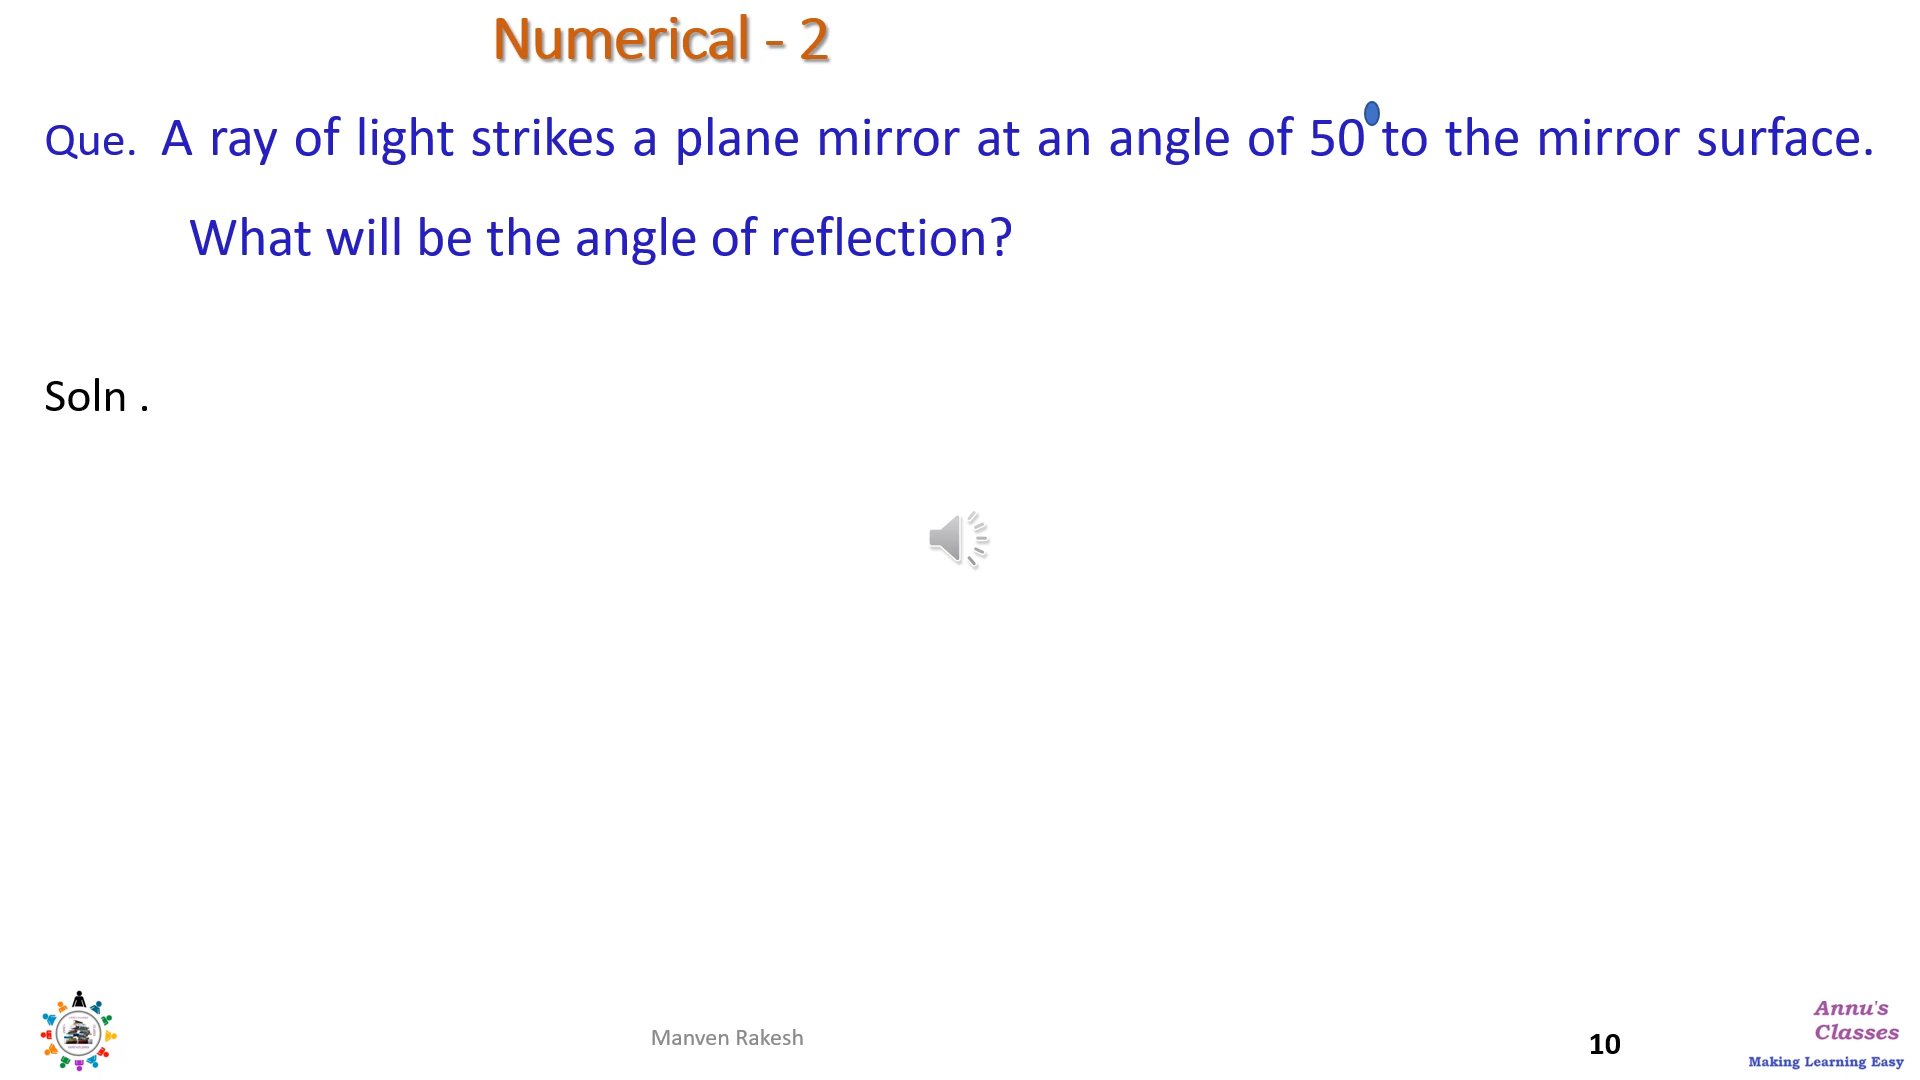 Numerical - 2
Que. A ray of light strikes a plane mirror at an angle of 50 to the mirror surface.
What will be the angle of reflection?
Soln .
Manven Rakesh
10
Annu's
Classes
Making Learning Easy